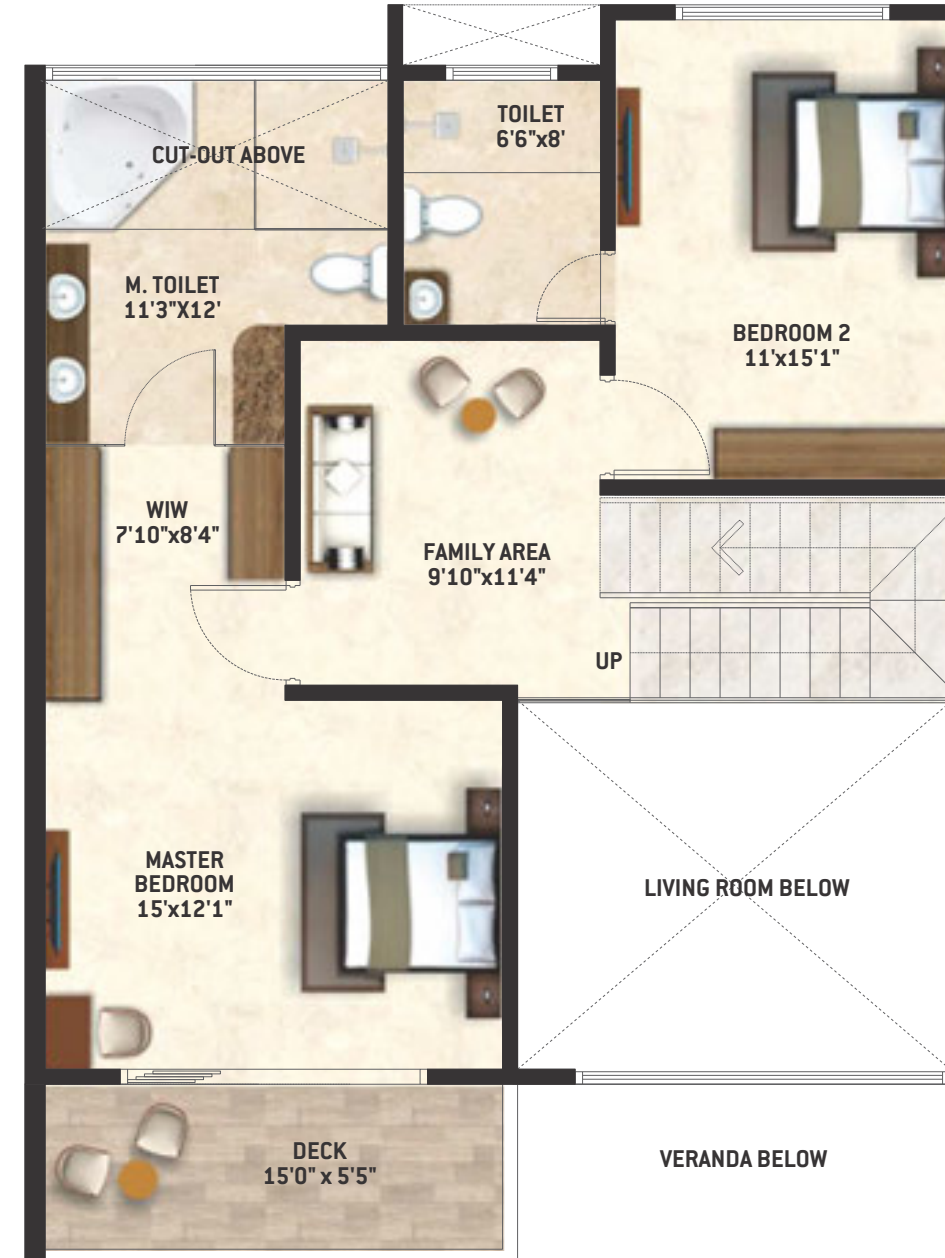 TOILET
6'6"x8'
CUT-OUT ABOVE
M. TOILET
11'3"X12'
BEDROOM 2
11'x15'1"
WIW
7'10"x8'4"
FAMILY AREA
9'10"x11'4"
UP
MASTER
BEDROOM
15'x12'1"
LIVING ROOM BELOW
DECK
15'0" x 5'5"
VERANDA BELOW